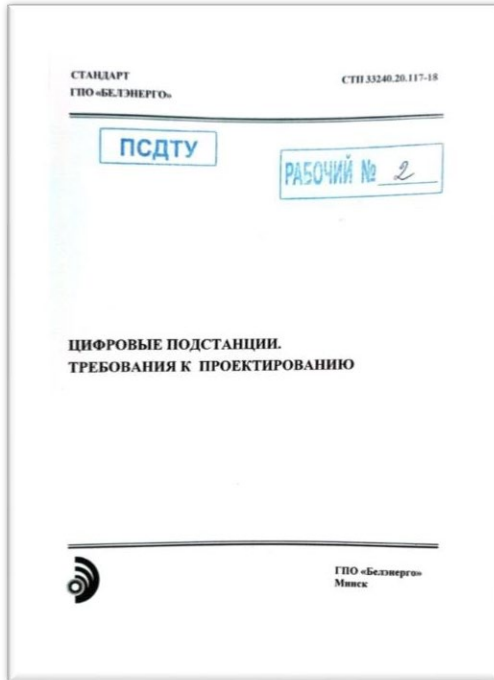 СТАНДАРТ
ГПО «БЕЛЭНЕРГО»
СТП 33240.20.117-18
ПСДТУ
РАБОЧИЙ № 2
ЦИФРОВЫЕ ПОДСТАНЦИИ.
ТРЕБОВАНИЯ К ПРОЕКТИРОВАНИЮ
ГПО «Белэнерго»
Минск